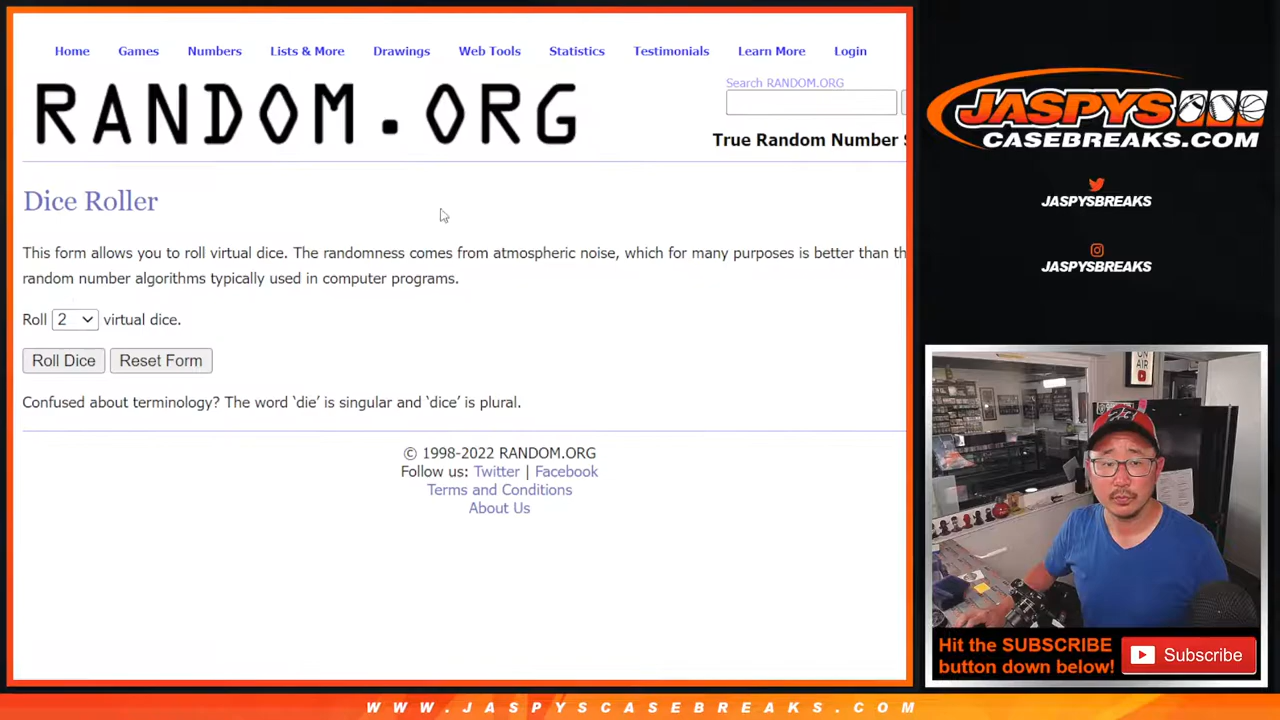 Home Games Numbers Lists & More Drawings Web Tools Statistics Testimonials Learn More Login
RANDOM.ORG
Search RANDOM.ORG
True Random Number S
Dice Roller
This form allows you to roll virtual dice. The randomness comes from atmospheric noise, which for many purposes is better than th
random number algorithms typically used in computer programs.
Roll 2 virtual dice.
Roll Dice Reset Form
Confused about terminology? The word ‘die’ is singular and ‘dice’ is plural.
© 1998-2022 RANDOM.ORG
Follow us: Twitter | Facebook
Terms and Conditions
About Us
JASPYS
CASEBREAKS.COM
JASPYSBREAKS
JASPYSBREAKS
ON AIR
Hit the SUBSCRIBE
button down below!
Subscribe
WWW.JASPYSCASEBREAKS.COM